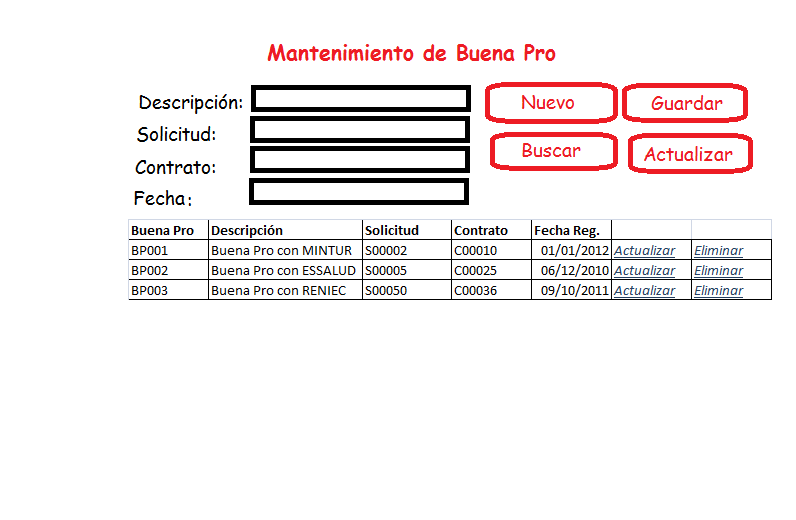 Mantenimiento de Buena Pro
Descripción:
Nuevo Guardar
Solicitud:
Buscar Actualizar
Contrato:
Fecha:
Buena Pro Descripción Solicitud Contrato Fecha Reg.
BP001 Buena Pro con MINTUR S00002 C00010 01/01/2012 Actualizar Eliminar
BP002 Buena Pro con ESSALUD S00005 C00025 06/12/2010 Actualizar Eliminar
BP003 Buena Pro con RENIEC S00050 C00036 09/10/2011 Actualizar Eliminar